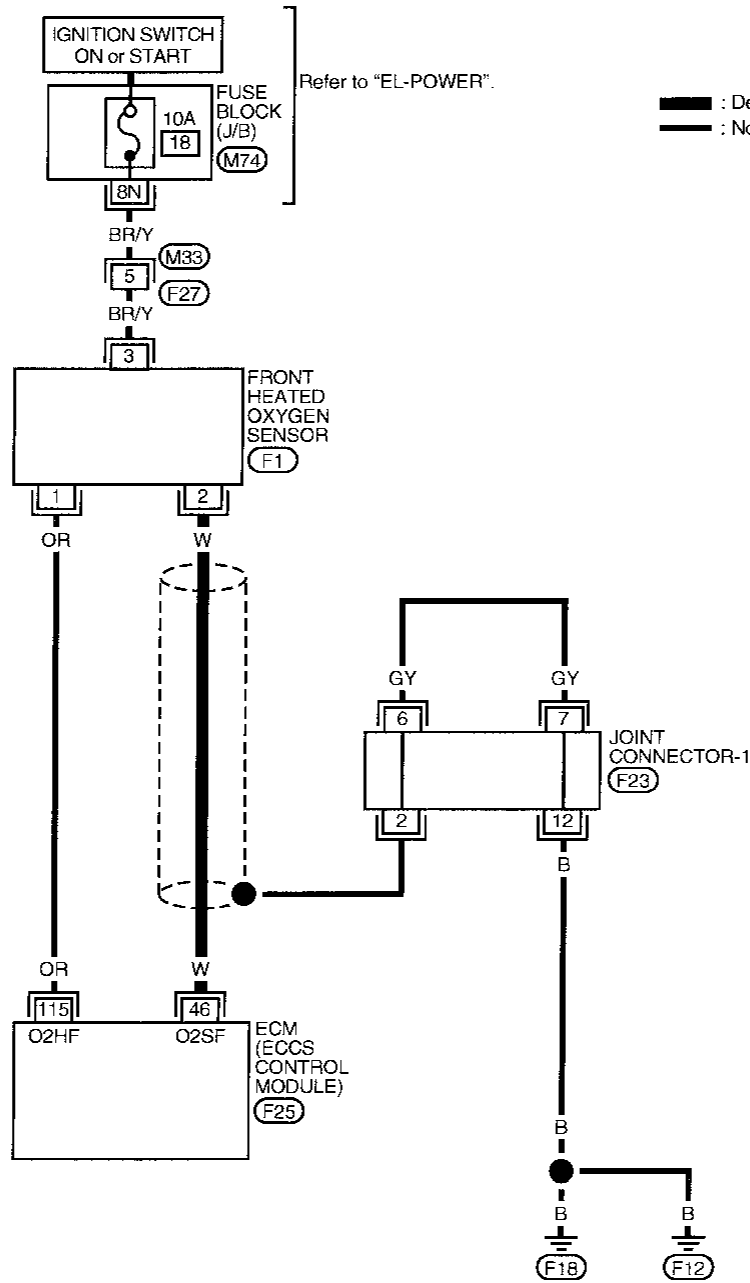 IGNITION SWITCH
ON or START
Refer to "EL-POWER".
FUSE
BLOCK
(J/B)
M74
10A
18
8N
: De
: No
BR/Y
M33
5
F27
BR/Y
3
FRONT
HEATED
OXYGEN
SENSOR
F1
1
2
OR
W
GY
GY
6
7
JOINT
CONNECTOR-1
F23
2
12
B
OR
W
115
46
O2HF
O2SF
ECM
(ECCS
CONTROL
MODULE)
F25
B
B
B
F18
F12